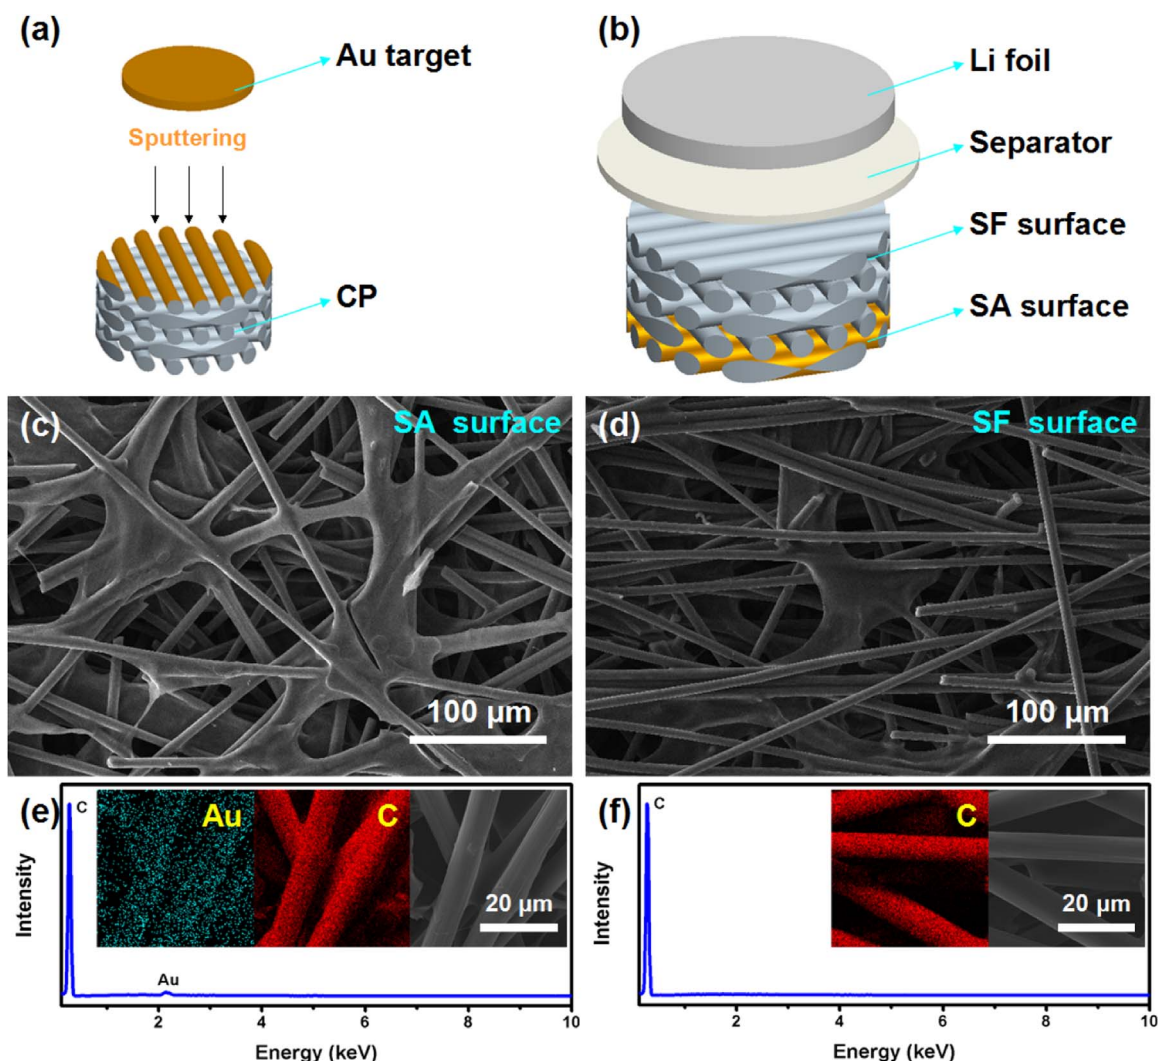 (a)
Au target
Sputtering
CP
(b)
Li foil
Separator
SF surface
SA surface
(c)
SA surface
100 μm
(d)
SF surface
100 μm
(e)
C
Au
C
20 μm
Au
Intensity
2
4
6
8
10
Energy (keV)
(f)
C
C
20 μm
Intensity
2
4
6
8
10
Energy (keV)